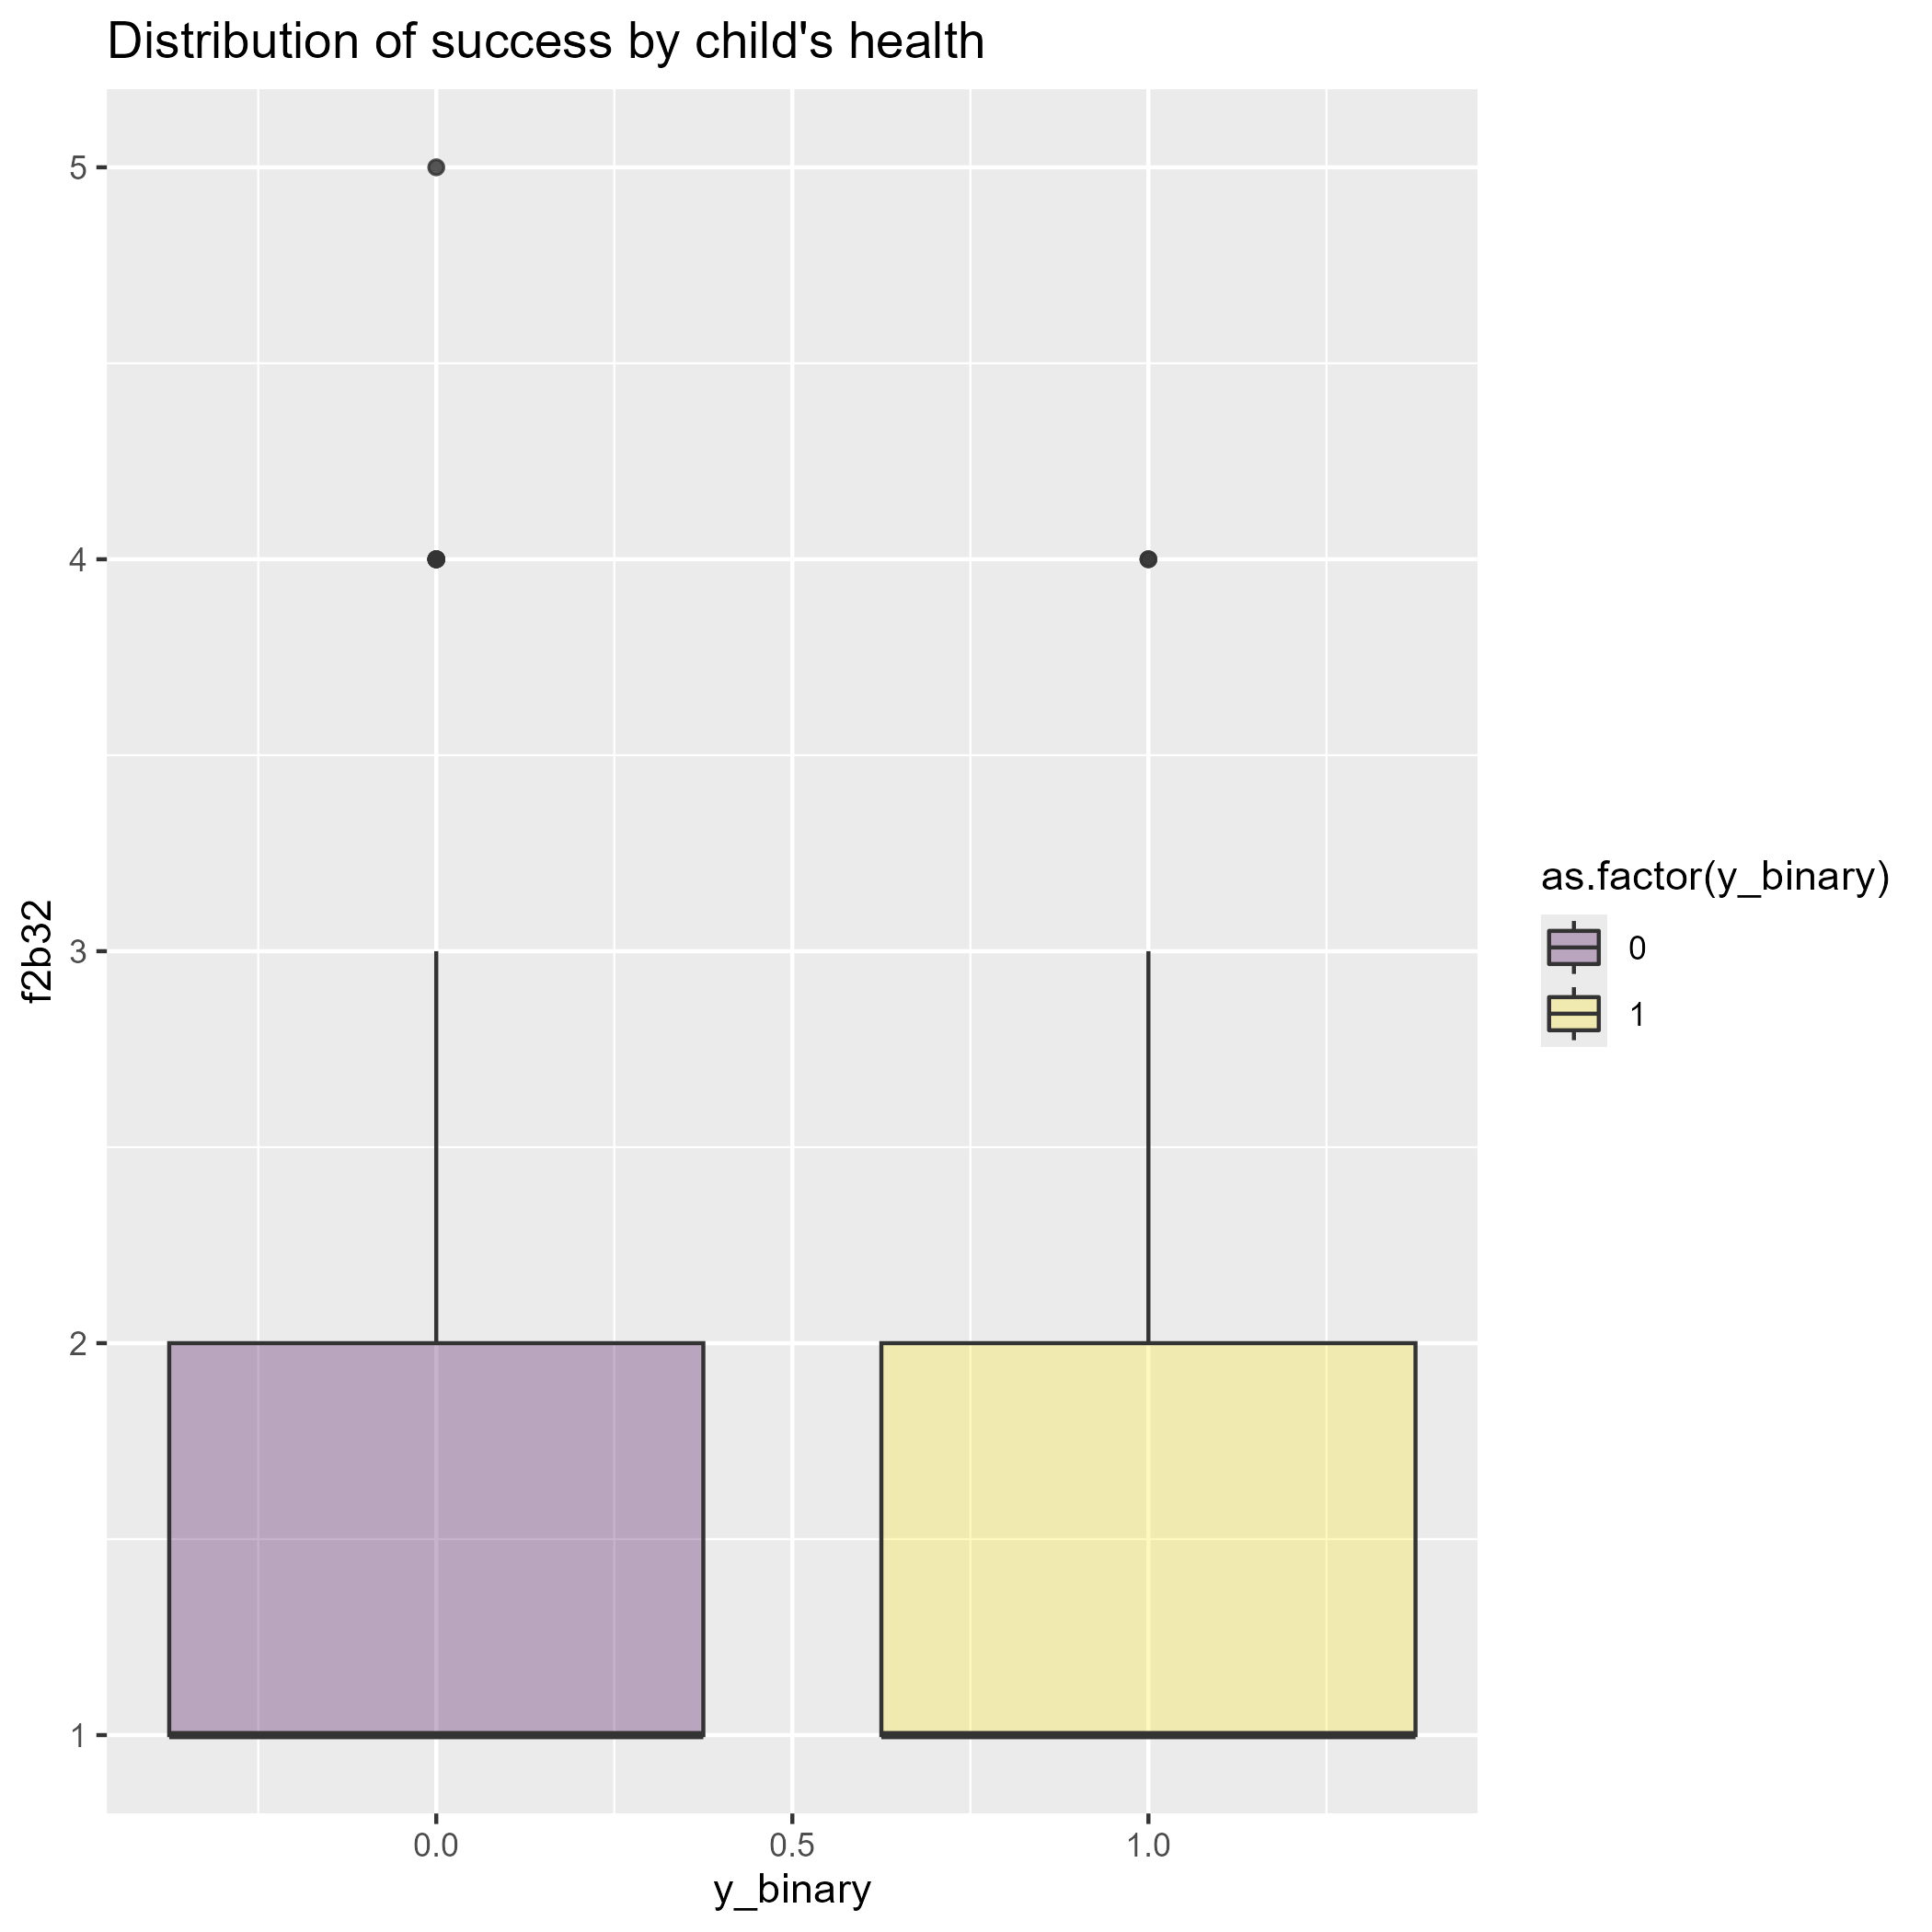 Distribution of success by child's health
5
4
3
2
1
f2b32
0.0 0.5 1.0
y_binary
as.factor(y_binary)
0
1